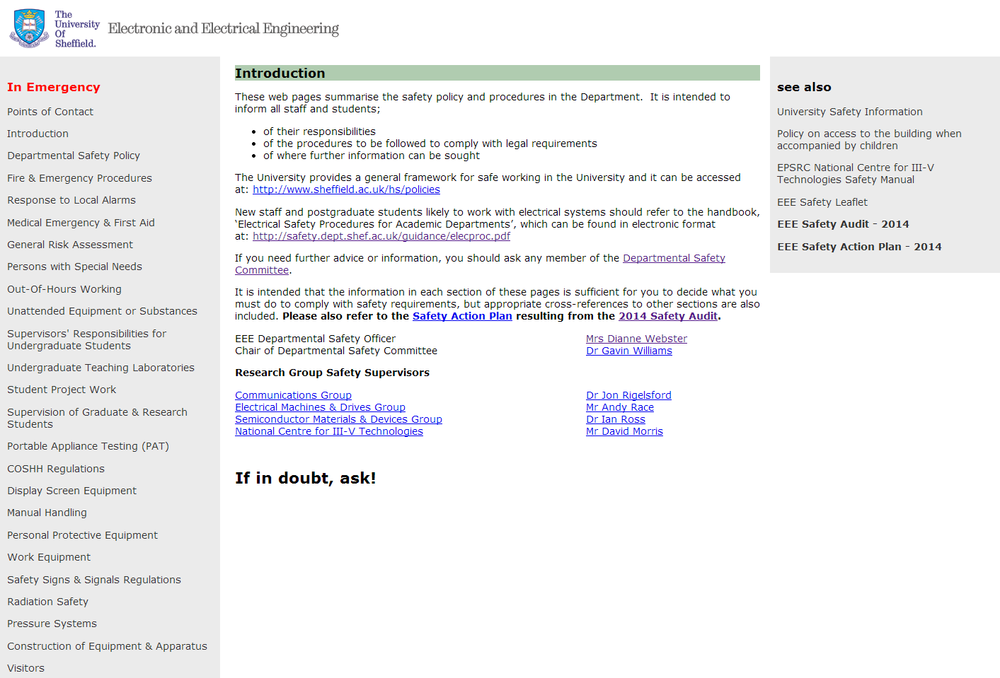 The
University
Of
Sheffield.
Electronic and Electrical Engineering
In Emergency
Points of Contact
Introduction
Departmental Safety Policy
Fire & Emergency Procedures
Response to Local Alarms
Medical Emergency & First Aid
General Risk Assessment
Persons with Special Needs
Out-Of-Hours Working
Unattended Equipment or Substances
Supervisors' Responsibilities for
Undergraduate Students
Undergraduate Teaching Laboratories
Student Project Work
Supervision of Graduate & Research
Students
Portable Appliance Testing (PAT)
COSHH Regulations
Display Screen Equipment
Manual Handling
Personal Protective Equipment
Work Equipment
Safety Signs & Signals Regulations
Radiation Safety
Pressure Systems
Construction of Equipment & Apparatus
Visitors
Introduction
These web pages summarise the safety policy and procedures in the Department.  It is intended to
inform all staff and students;
• of their responsibilities
• of the procedures to be followed to comply with legal requirements
• of where further information can be sought
The University provides a general framework for safe working in the University and it can be accessed
at: http://www.sheffield.ac.uk/hs/policies
New staff and postgraduate students likely to work with electrical systems should refer to the handbook,
‘Electrical Safety Procedures for Academic Departments’, which can be found in electronic format
at: http://safety.dept.shef.ac.uk/guidance/elecproc.pdf
If you need further advice or information, you should ask any member of the Departmental Safety
Committee.
It is intended that the information in each section of these pages is sufficient for you to decide what you
must do to comply with safety requirements, but appropriate cross-references to other sections are also
included. Please also refer to the Safety Action Plan resulting from the 2014 Safety Audit.
EEE Departmental Safety Officer Mrs Dianne Webster
Chair of Departmental Safety Committee Dr Gavin Williams
Research Group Safety Supervisors
Communications Group Dr Jon Rigelsford
Electrical Machines & Drives Group Mr Andy Race
Semiconductor Materials & Devices Group Dr Ian Ross
National Centre for III-V Technologies Mr David Morris
If in doubt, ask!
see also
University Safety Information
Policy on access to the building when
accompanied by children
EPSRC National Centre for III-V
Technologies Safety Manual
EEE Safety Leaflet
EEE Safety Audit - 2014
EEE Safety Action Plan - 2014